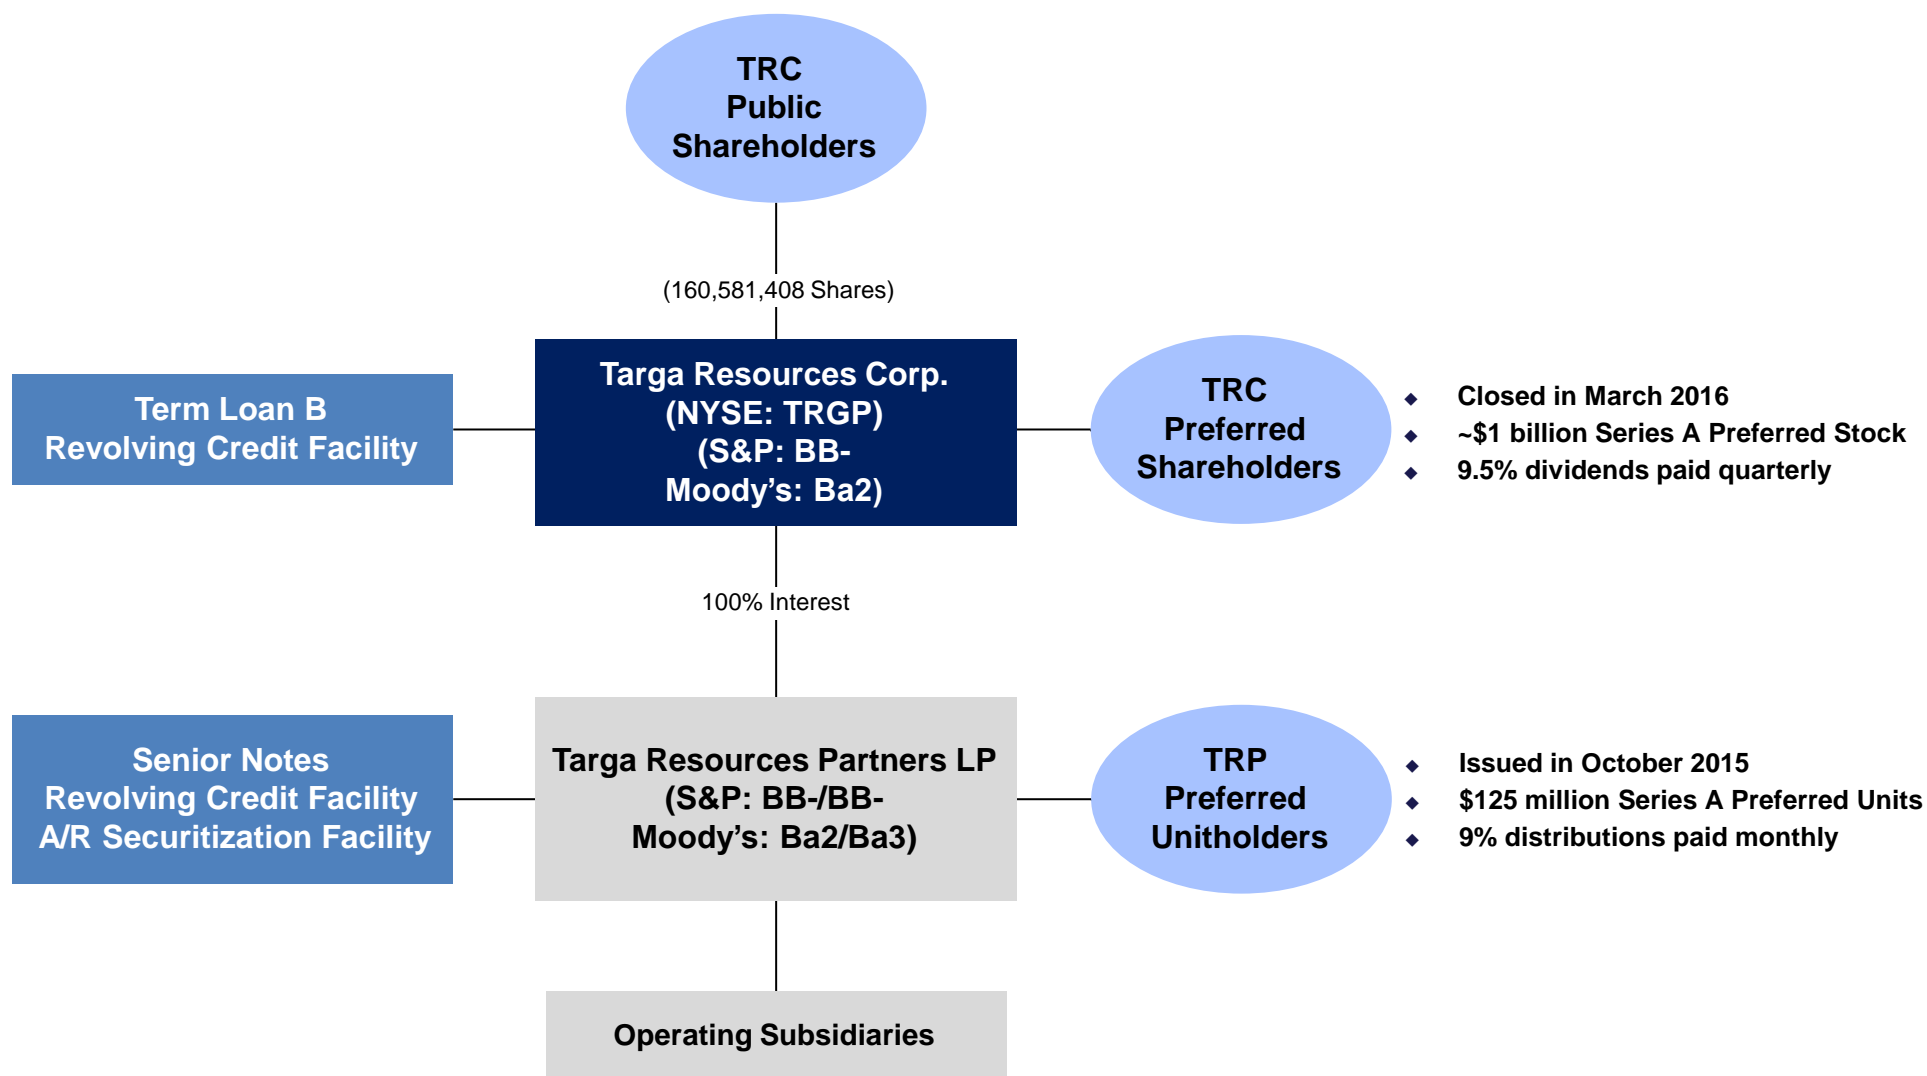 TRC
Public
Shareholders
(160,581,408 Shares)
Term Loan B
Revolving Credit Facility
Targa Resources Corp.
(NYSE: TRGP)
(S&P: BB-
Moody’s: Ba2)
TRC
Preferred
Shareholders
◆ Closed in March 2016
◆ ~$1 billion Series A Preferred Stock
◆ 9.5% dividends paid quarterly
100% Interest
Senior Notes
Revolving Credit Facility
A/R Securitization Facility
Targa Resources Partners LP
(S&P: BB-/BB-
Moody’s: Ba2/Ba3)
TRP
Preferred
Unitholders
◆ Issued in October 2015
◆ $125 million Series A Preferred Units
◆ 9% distributions paid monthly
Operating Subsidiaries